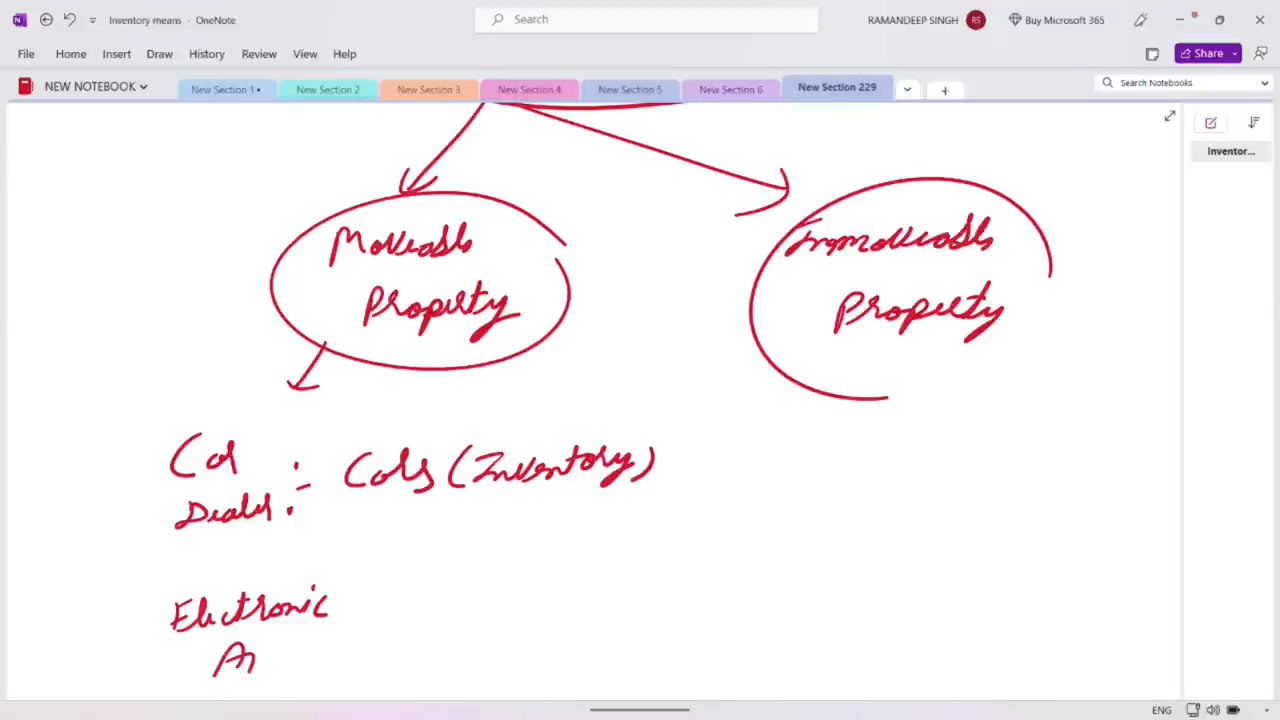 Inventory means - OneNote
Search
RAMANDEEP SINGH RS
Buy Microsoft 365
File Home Insert Draw History Review View Help
Share
NEW NOTEBOOK
New Section 1 New Section 2 New Section 3 New Section 4 New Section 5 New Section 6 New Section 229
Search Notebooks
Inventor...
Moveable
Property
Immoveable
Property
Car
Dealer :- Cars (Inventory)
Electronic
ENG